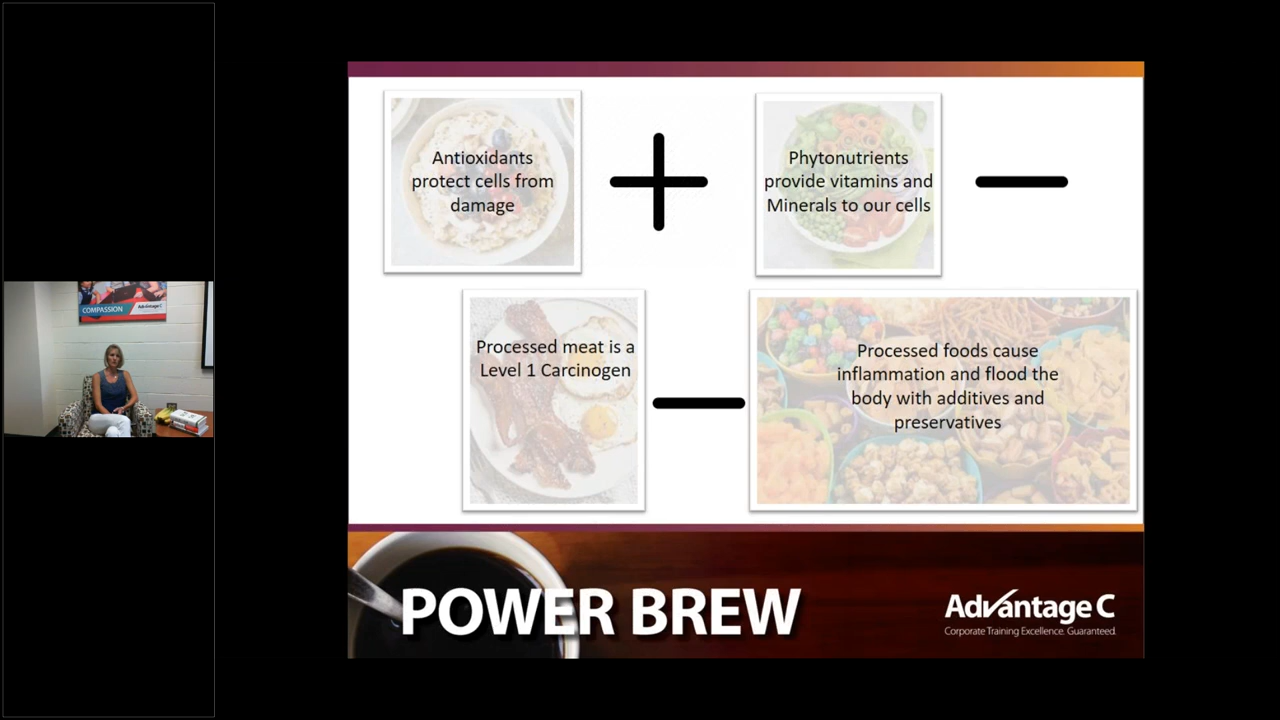 Antioxidants
protect cells from
damage
Phytonutrients
provide vitamins and
Minerals to our cells
Processed meat is a
Level 1 Carcinogen
Processed foods cause
inflammation and flood the
body with additives and
preservatives
POWER BREW
Advantage C
Corporate Training Excellence. Guaranteed.
COMPASSION
Advantage C